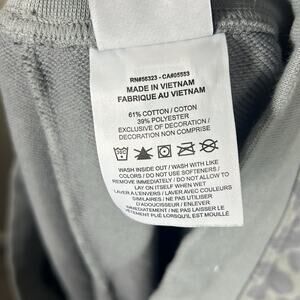 RN#56323 - CA#05553
MADE IN VIETNAM
FABRIQUE AU VIETNAM
61% COTTON / COTON
39% POLYESTER
EXCLUSIVE OF DECORATION /
DECORATION NON COMPRISE
WASH INSIDE OUT / WASH WITH LIKE
COLORS / DO NOT USE SOFTENERS /
REMOVE IMMEDIATELY / DO NOT ALLOW TO
LAY ON ITSELF WHEN WET
LAVER A L'ENVERS / LAVER AVEC COULEURS
SIMILAIRES / NE PAS UTILISER
D'ADOUCISSEUR / ENLEVER
IMMEDIATEMENT / NE PAS LAISSER LE
VÊTEMENT PLIE LORSQU'IL EST MOUILLÉ